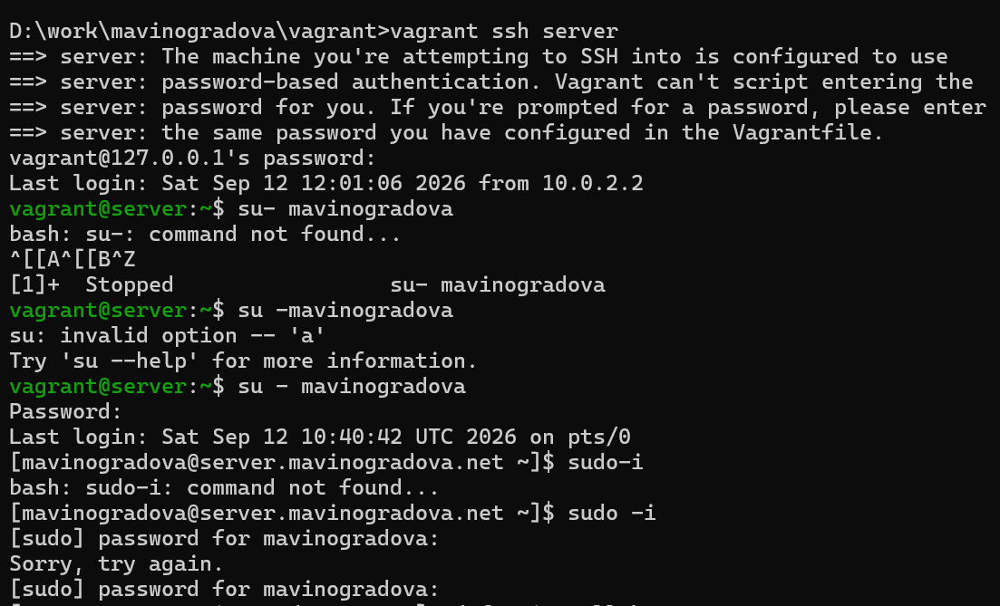 D:\work\mavinogradova\vagrant>vagrant ssh server
==> server: The machine you're attempting to SSH into is configured to use
==> server: password-based authentication. Vagrant can't script entering the
==> server: password for you. If you're prompted for a password, please enter
==> server: the same password you have configured in the Vagrantfile.
vagrant@127.0.0.1's password:
Last login: Sat Sep 12 12:01:06 2026 from 10.0.2.2
vagrant@server:~$ su- mavinogradova
bash: su-: command not found...
^[[A^[[B^Z
[1]+  Stopped                 su- mavinogradova
vagrant@server:~$ su -mavinogradova
su: invalid option -- 'a'
Try 'su --help' for more information.
vagrant@server:~$ su - mavinogradova
Password:
Last login: Sat Sep 12 10:40:42 UTC 2026 on pts/0
[mavinogradova@server.mavinogradova.net ~]$ sudo-i
bash: sudo-i: command not found...
[mavinogradova@server.mavinogradova.net ~]$ sudo -i
[sudo] password for mavinogradova:
Sorry, try again.
[sudo] password for mavinogradova: